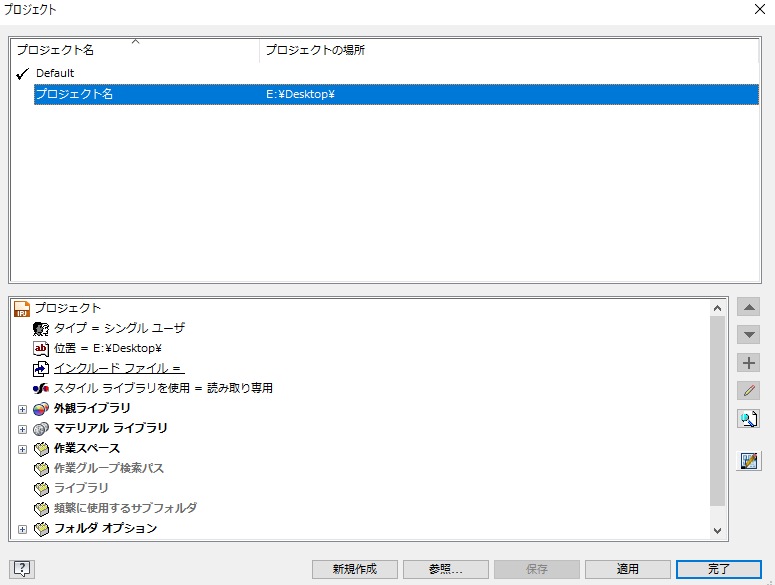 プロジェクト
プロジェクト名 プロジェクトの場所
Default
プロジェクト名 E:¥Desktop¥
IPJ プロジェクト
タイプ = シングル ユーザ
ab 位置 = E:¥Desktop¥
インクルード ファイル =
スタイル ライブラリを使用 = 読み取り専用
外観ライブラリ
マテリアル ライブラリ
作業スペース
作業グループ検索パス
ライブラリ
頻繁に使用するサブフォルダ
フォルダ オプション
? 新規作成 参照... 保存 適用 完了